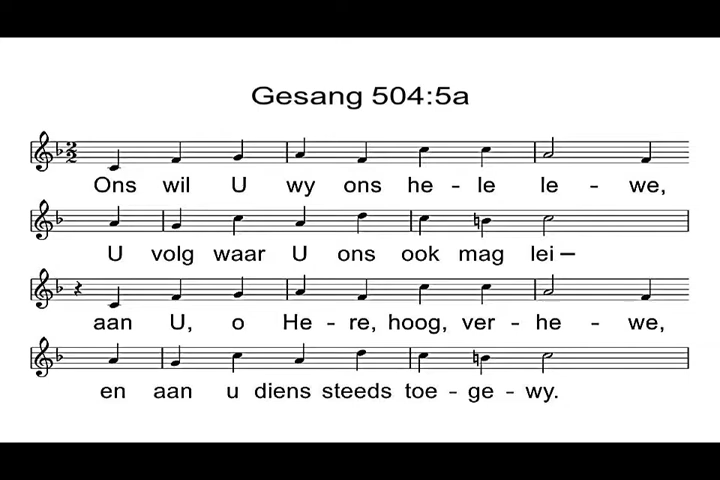 Gesang 504:5a
Ons wil U wy ons he - le le - we,
U volg waar U ons ook mag lei –
aan U, o He - re, hoog, ver - he - we,
en aan u diens steeds toe - ge - wy.